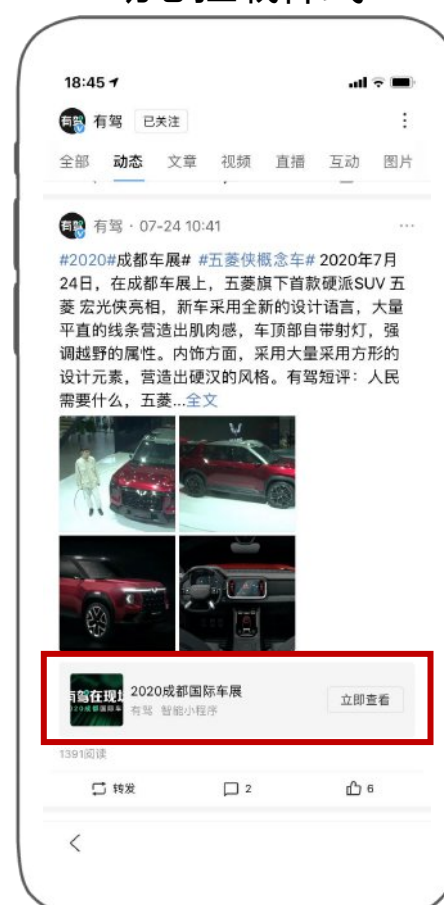 18:45
有驾 已关注
全部 动态 文章 视频 直播 互动 图片
有驾 · 07-24 10:41
#2020#成都车展# #五菱侠概念车# 2020年7月
24日，在成都车展上，五菱旗下首款硬派SUV 五
菱 宏光侠亮相，新车采用全新的设计语言，大量
平直的线条营造出肌肉感，车顶部自带射灯，强
调越野的属性。内饰方面，采用大量采用方形的
设计元素，营造出硬汉的风格。有驾短评：人民
需要什么，五菱...全文
有驾在现场
2020成都国际车展
有驾 智能小程序
立即查看
1391阅读
转发 2 6